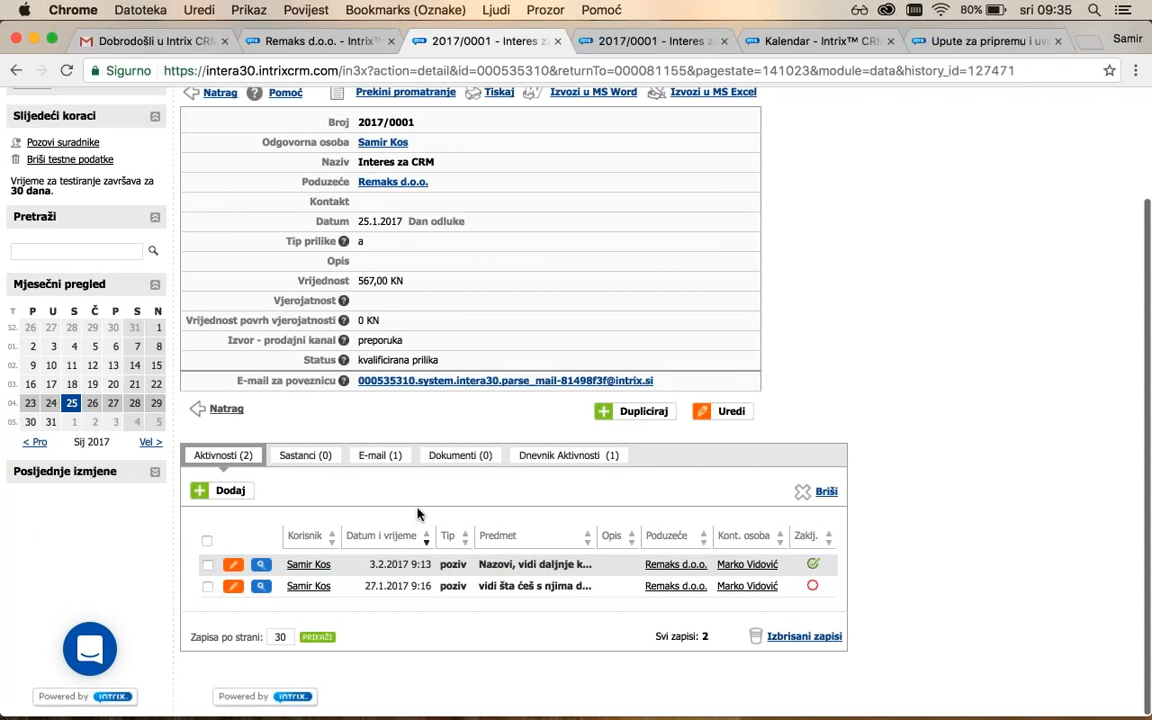 Chrome Datoteka Uredi Prikaz Povijest Bookmarks (Oznake) Ljudi Prozor Pomoć 80% sri 09:35
Dobrodošli u Intrix CRM Remaks d.o.o. - Intrix™ 2017/0001 - Interes za 2017/0001 - Interes za Kalendar - Intrix™ CRM Upute za pripremu i uva Samir
Sigurno https://intera30.intrixcrm.com/in3x?action=detail&id=000535310&returnTo=000081155&pagestate=141023&module=data&history_id=127471
Natrag Pomoć Prekini promatranje Tiskaj Izvozi u MS Word Izvozi u MS Excel
Slijedeći koraci
Pozovi suradnike
Briši testne podatke
Vrijeme za testiranje završava za
30 dana.
Pretraži
Mjesečni pregled
T P U S Č P S N
52. 26 27 28 29 30 31 1
01. 2 3 4 5 6 7 8
02. 9 10 11 12 13 14 15
03. 16 17 18 19 20 21 22
04. 23 24 25 26 27 28 29
05. 30 31 1 2 3 4 5
< Pro Sij 2017 Vel >
Posljednje izmjene
Broj 2017/0001
Odgovorna osoba Samir Kos
Naziv Interes za CRM
Poduzeće Remaks d.o.o.
Kontakt
Datum 25.1.2017 Dan odluke
Tip prilike ? a
Opis
Vrijednost 567,00 KN
Vjerojatnost ?
Vrijednost povrh vjerojatnosti ? 0 KN
Izvor - prodajni kanal ? preporuka
Status ? kvalificirana prilika
E-mail za poveznicu ? 000535310.system.intera30.parse_mail-81498f3f@intrix.si
Natrag Dupliciraj Uredi
Aktivnosti (2) Sastanci (0) E-mail (1) Dokumenti (0) Dnevnik Aktivnosti (1)
Dodaj Briši
Korisnik Datum i vrijeme Tip Predmet Opis Poduzeće Kont. osoba Zaklj.
Samir Kos 3.2.2017 9:13 poziv Nazovi, vidi daljnje k... Remaks d.o.o. Marko Vidović
Samir Kos 27.1.2017 9:16 poziv vidi šta ćeš s njima d... Remaks d.o.o. Marko Vidović
Zapisa po strani: 30 PRIKAŽI Svi zapisi: 2 Izbrisani zapisi
Powered by intrix. Powered by intrix.